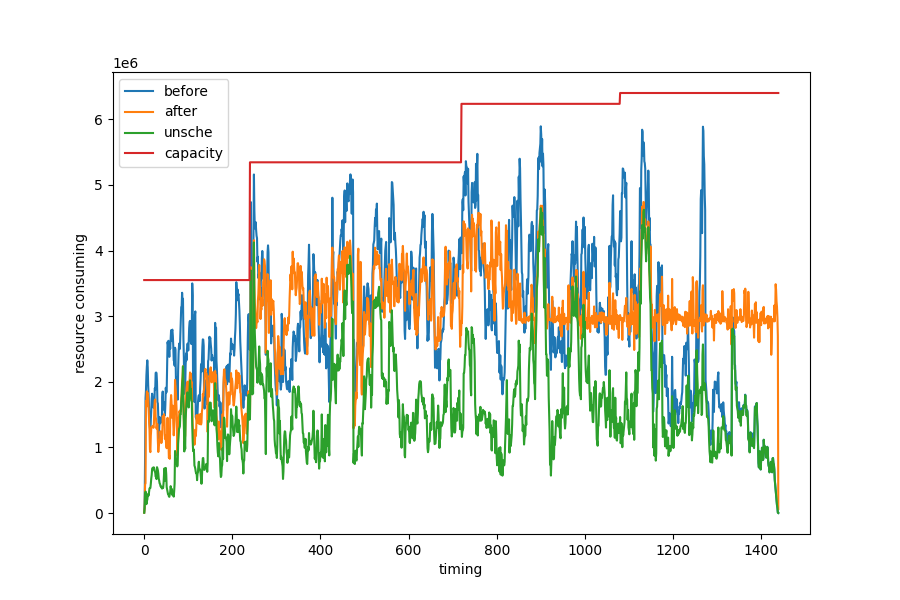 1e6
before
after
unsche
capacity
6
5
4
3
2
1
0
resource consuming
0 200 400 600 800 1000 1200 1400
timing